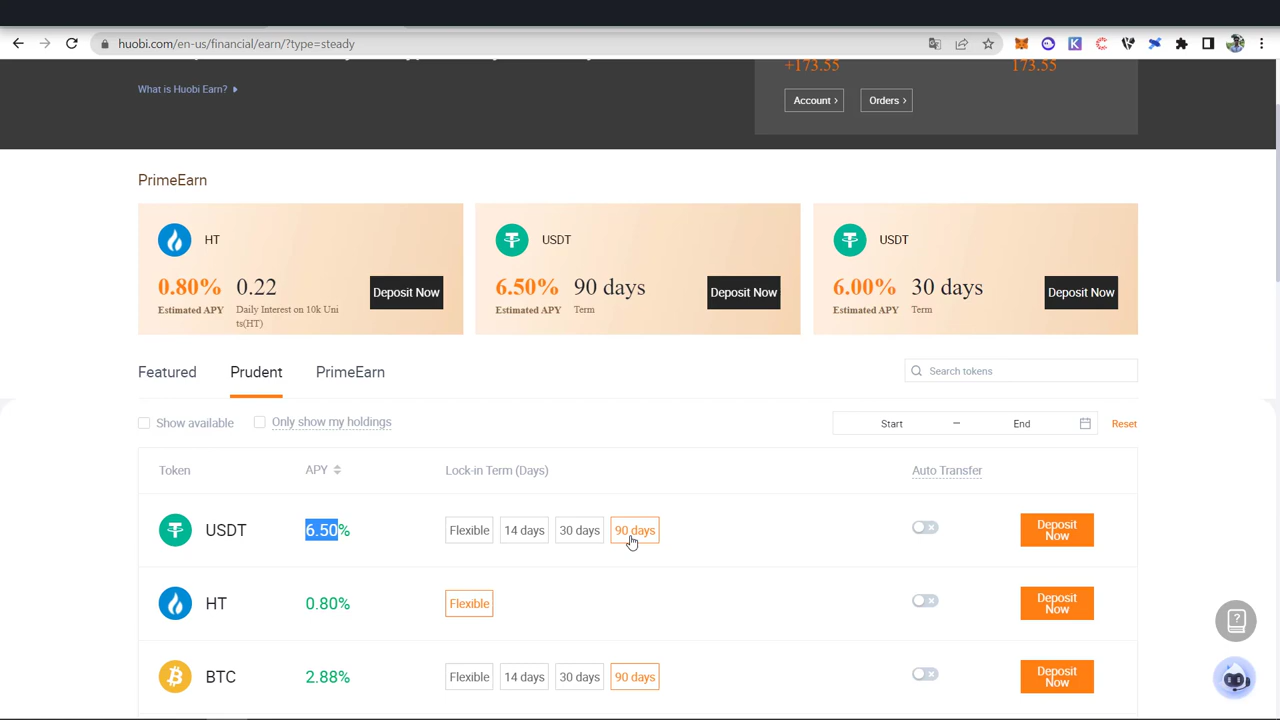 huobi.com/en-us/financial/earn/?type=steady
+173.55 173.55
What is Huobi Earn?
Account Orders
PrimeEarn
HT
0.80% 0.22 Deposit Now
Estimated APY Daily Interest on 10k Uni
ts(HT)
USDT
6.50% 90 days Deposit Now
Estimated APY Term
USDT
6.00% 30 days Deposit Now
Estimated APY Term
Featured Prudent PrimeEarn Search tokens
Show available Only show my holdings Start – End Reset
Token APY Lock-in Term (Days) Auto Transfer
USDT 6.50% Flexible 14 days 30 days 90 days Deposit
Now
HT 0.80% Flexible Deposit
Now
BTC 2.88% Flexible 14 days 30 days 90 days Deposit
Now